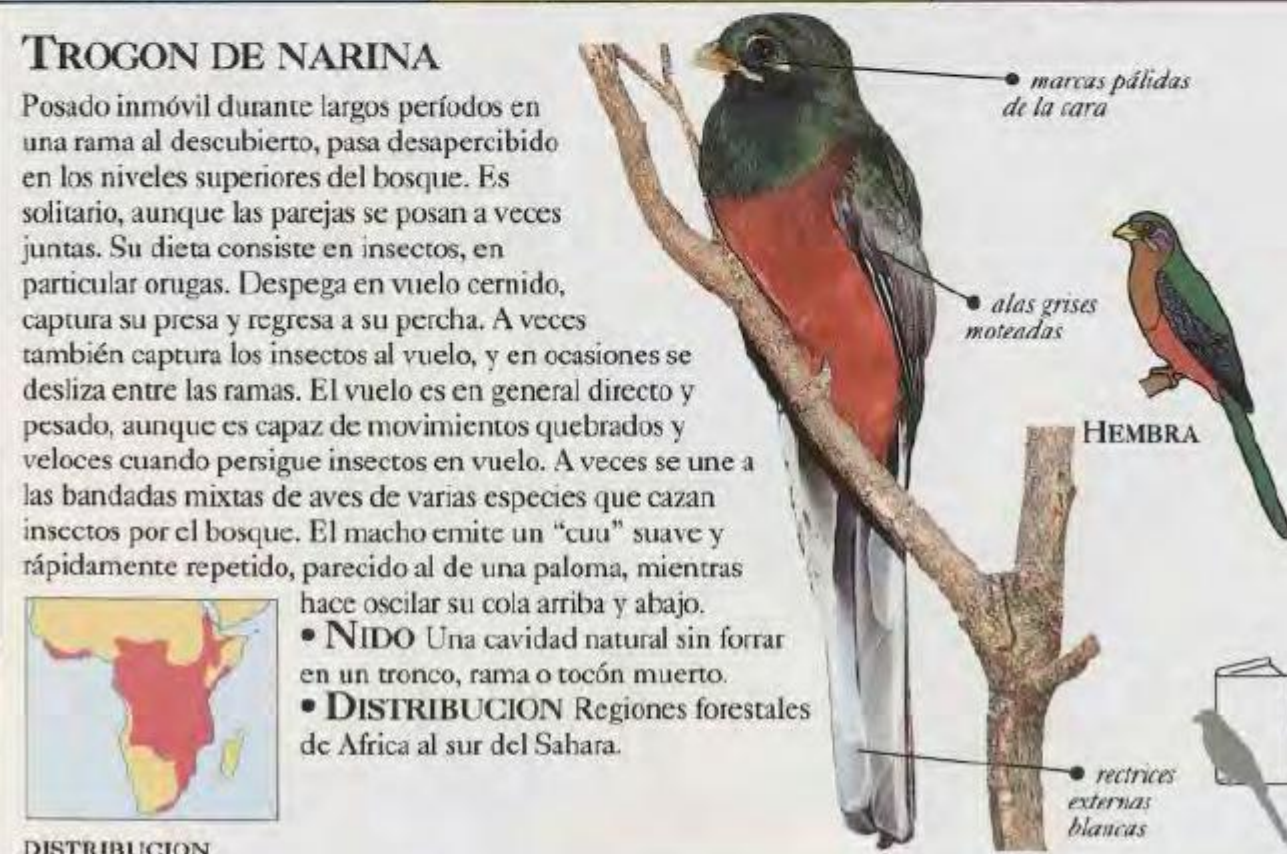 TROGON DE NARINA
Posado inmóvil durante largos períodos en
una rama al descubierto, pasa desapercibido
en los niveles superiores del bosque. Es
solitario, aunque las parejas se posan a veces
juntas. Su dieta consiste en insectos, en
particular orugas. Despega en vuelo cernido,
captura su presa y regresa a su percha. A veces
también captura los insectos al vuelo, y en ocasiones se
desliza entre las ramas. El vuelo es en general directo y
pesado, aunque es capaz de movimientos quebrados y
veloces cuando persigue insectos en vuelo. A veces se une a
las bandadas mixtas de aves de varias especies que cazan
insectos por el bosque. El macho emite un "cuu" suave y
rápidamente repetido, parecido al de una paloma, mientras
hace oscilar su cola arriba y abajo.
• NIDO Una cavidad natural sin forrar
en un tronco, rama o tocón muerto.
• DISTRIBUCION Regiones forestales
de Africa al sur del Sahara.
DISTRIBUCION
• marcas pálidas
de la cara
• alas grises
moteadas
HEMBRA
• rectrices
externas
blancas